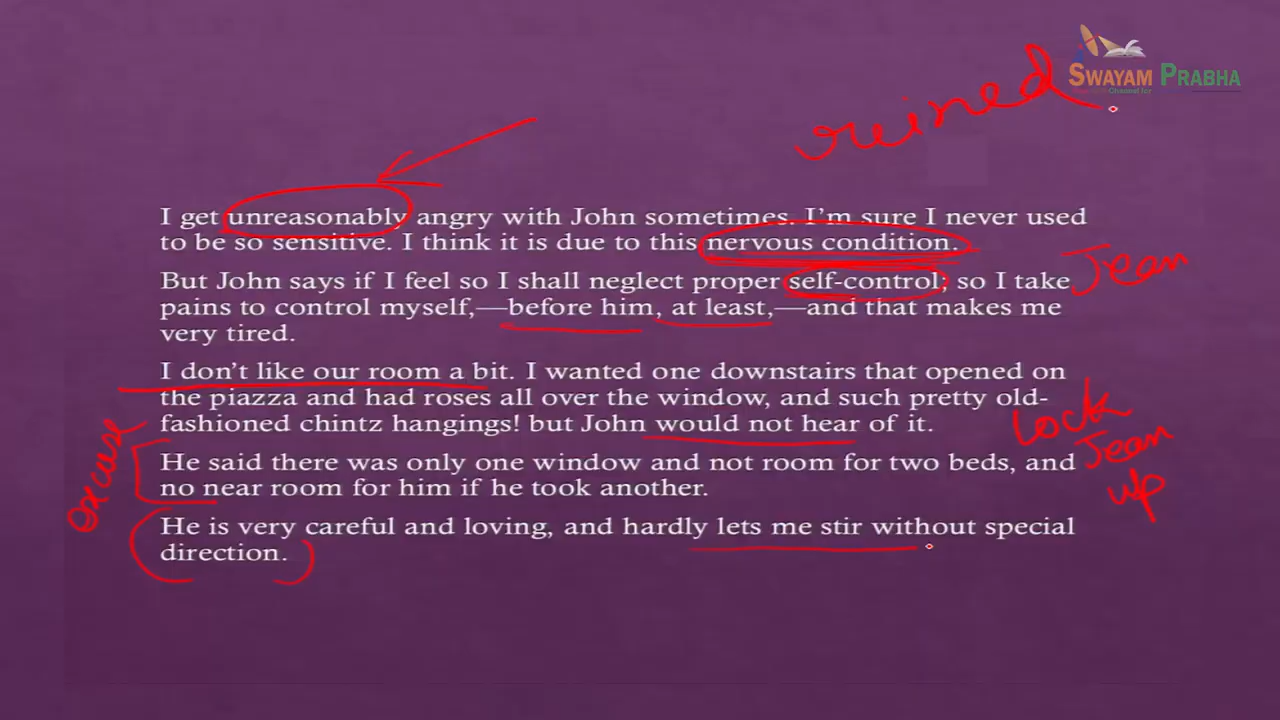 SWAYAM PRABHA
ruined
I get unreasonably angry with John sometimes. I'm sure I never used
to be so sensitive. I think it is due to this nervous condition.
But John says if I feel so I shall neglect proper self-control; so I take
Jean
pains to control myself,—before him, at least,—and that makes me
very tired.
I don't like our room a bit. I wanted one downstairs that opened on
the piazza and had roses all over the window, and such pretty old-
fashioned chintz hangings! but John would not hear of it.
Lock
Jean
up
excuse
He said there was only one window and not room for two beds, and
no near room for him if he took another.
He is very careful and loving, and hardly lets me stir without special
direction.